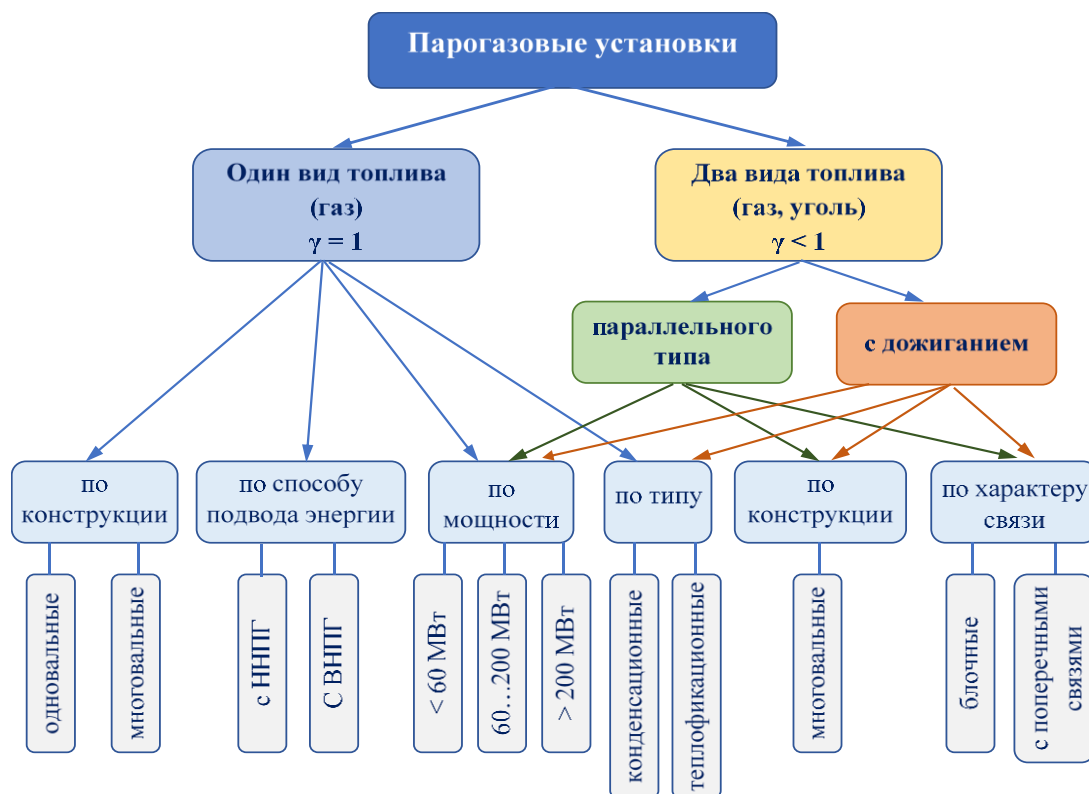 Парогазовые установки
Один вид топлива
(газ)
γ = 1
Два вида топлива
(газ, уголь)
γ < 1
параллельного
типа
с дожиганием
по
конструкции
по способу
подвода энергии
по
мощности
по типу
по
конструкции
по характеру
связи
одновальные
многовальные
с ННПГ
С ВНПГ
< 60 МВт
60…200 МВт
> 200 МВт
конденсационные
теплофикационные
многовальные
блочные
с поперечными
связями